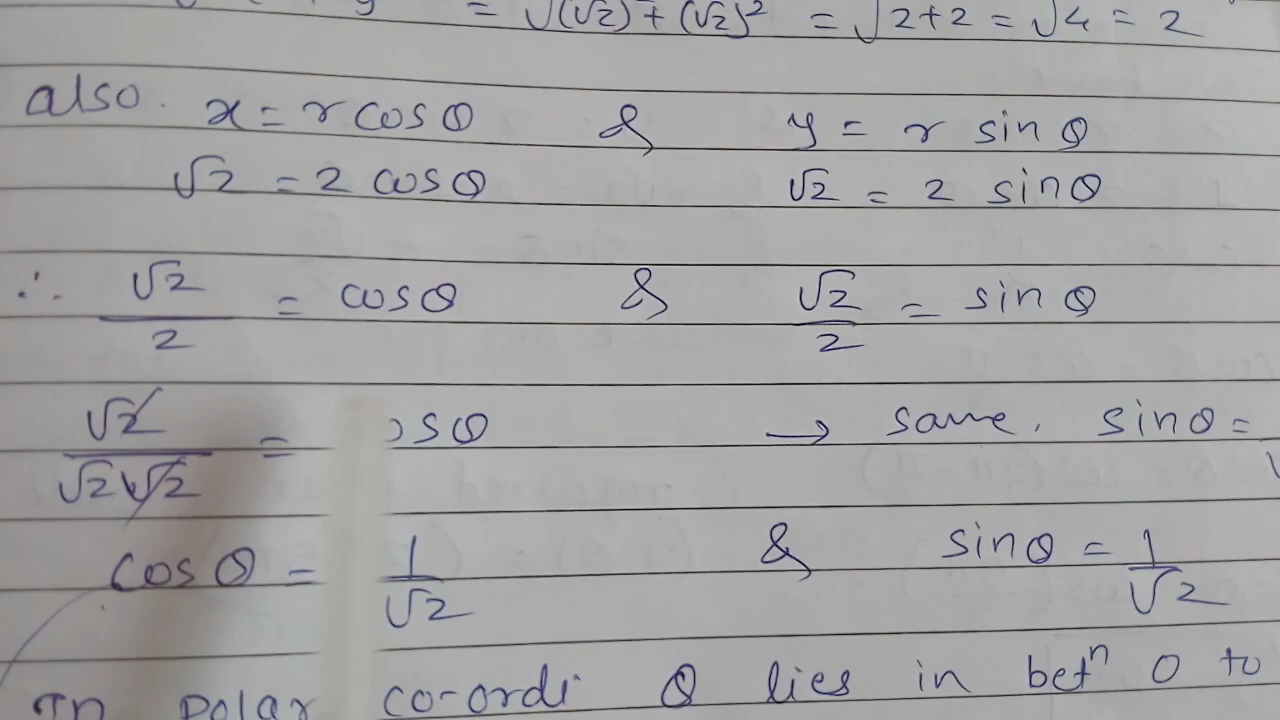 = √(√2) + (√2)² = √2+2 = √4 = 2
also. x = r cos θ & y = r sin θ
√2 = 2 cos θ √2 = 2 sin θ
∴ √2/2 = cos θ & √2/2 = sin θ
√2/√2√2 = os θ → same. sin θ =
cos θ = 1/√2 & sin θ = 1/√2
In polar co-ordi θ lies in betⁿ 0 to